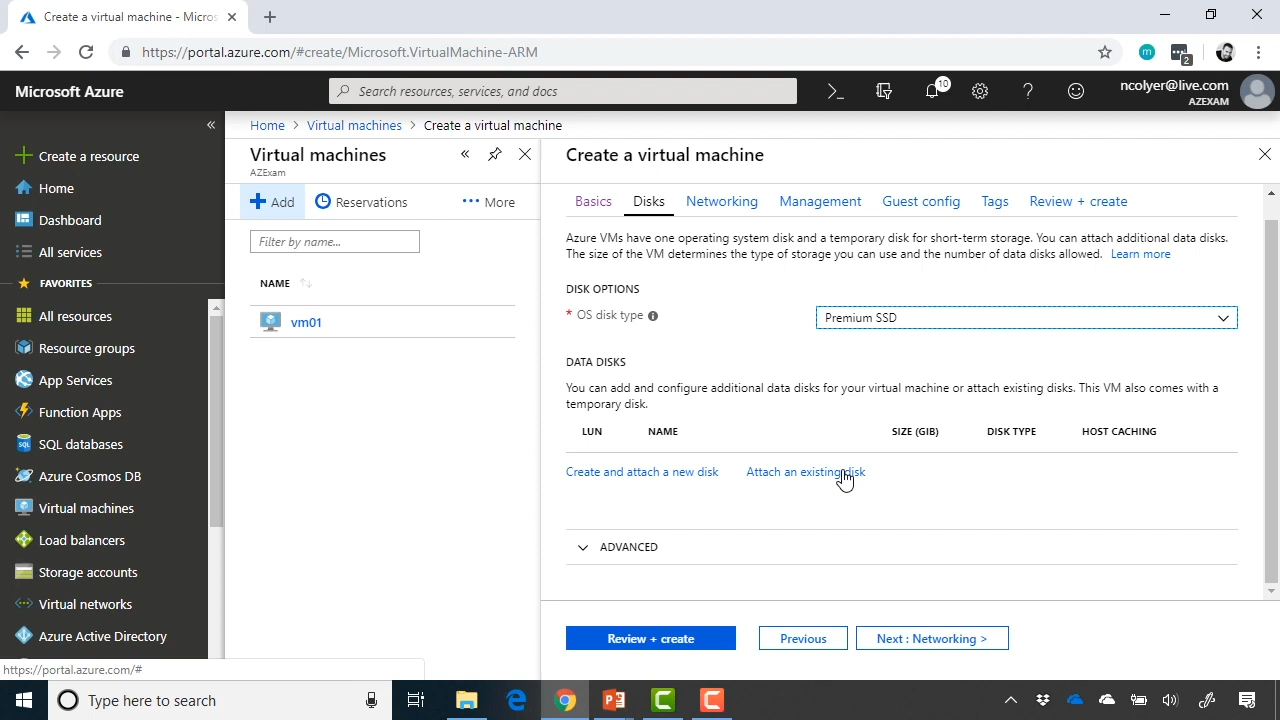 Create a virtual machine - Micros
https://portal.azure.com/#create/Microsoft.VirtualMachine-ARM
m
2
Microsoft Azure
Search resources, services, and docs
10
ncolyer@live.com
AZEXAM
Create a resource
Home
Dashboard
All services
FAVORITES
All resources
Resource groups
App Services
Function Apps
SQL databases
Azure Cosmos DB
Virtual machines
Load balancers
Storage accounts
Virtual networks
Azure Active Directory
https://portal.azure.com/#
Home > Virtual machines > Create a virtual machine
Virtual machines
AZExam
Add
Reservations
More
Filter by name...
NAME
vm01
Create a virtual machine
Basics Disks Networking Management Guest config Tags Review + create
Azure VMs have one operating system disk and a temporary disk for short-term storage. You can attach additional data disks.
The size of the VM determines the type of storage you can use and the number of data disks allowed. Learn more
DISK OPTIONS
* OS disk type
Premium SSD
DATA DISKS
You can add and configure additional data disks for your virtual machine or attach existing disks. This VM also comes with a
temporary disk.
LUN NAME SIZE (GIB) DISK TYPE HOST CACHING
Create and attach a new disk Attach an existing disk
ADVANCED
Review + create Previous Next : Networking >
Type here to search